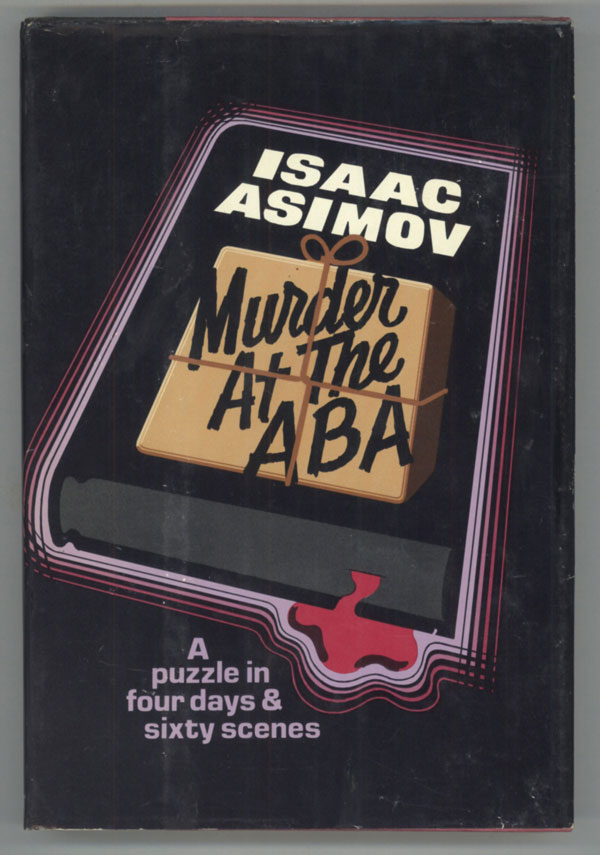 ISAAC
ASIMOV
Murder
At The
ABA
A
puzzle in
four days &
sixty scenes